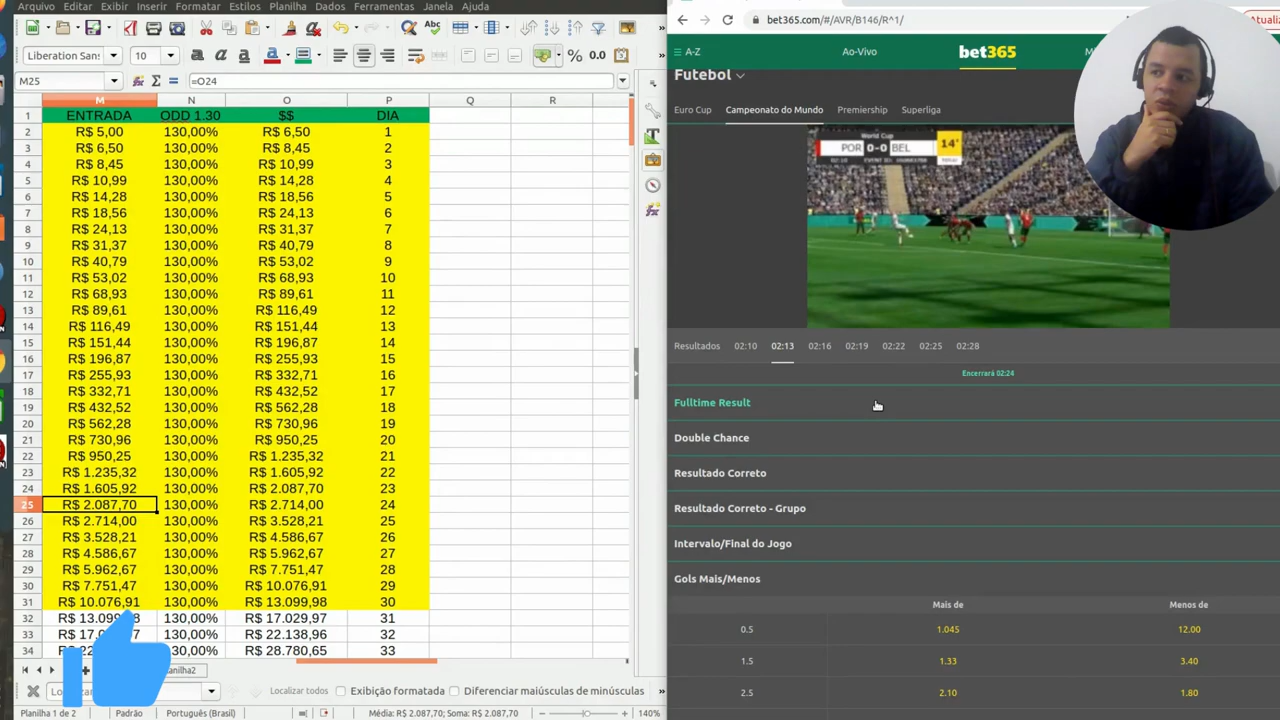 Arquivo Editar Exibir Inserir Formatar Estilos Planilha Dados Ferramentas Janela Ajuda
Liberation Sans 10 a a a % 0.0
M25 =O24
M N O P Q R
1 ENTRADA ODD 1.30 $$ DIA
2 R$ 5,00 130,00% R$ 6,50 1
3 R$ 6,50 130,00% R$ 8,45 2
4 R$ 8,45 130,00% R$ 10,99 3
5 R$ 10,99 130,00% R$ 14,28 4
6 R$ 14,28 130,00% R$ 18,56 5
7 R$ 18,56 130,00% R$ 24,13 6
8 R$ 24,13 130,00% R$ 31,37 7
9 R$ 31,37 130,00% R$ 40,79 8
10 R$ 40,79 130,00% R$ 53,02 9
11 R$ 53,02 130,00% R$ 68,93 10
12 R$ 68,93 130,00% R$ 89,61 11
13 R$ 89,61 130,00% R$ 116,49 12
14 R$ 116,49 130,00% R$ 151,44 13
15 R$ 151,44 130,00% R$ 196,87 14
16 R$ 196,87 130,00% R$ 255,93 15
17 R$ 255,93 130,00% R$ 332,71 16
18 R$ 332,71 130,00% R$ 432,52 17
19 R$ 432,52 130,00% R$ 562,28 18
20 R$ 562,28 130,00% R$ 730,96 19
21 R$ 730,96 130,00% R$ 950,25 20
22 R$ 950,25 130,00% R$ 1.235,32 21
23 R$ 1.235,32 130,00% R$ 1.605,92 22
24 R$ 1.605,92 130,00% R$ 2.087,70 23
25 R$ 2.087,70 130,00% R$ 2.714,00 24
26 R$ 2.714,00 130,00% R$ 3.528,21 25
27 R$ 3.528,21 130,00% R$ 4.586,67 26
28 R$ 4.586,67 130,00% R$ 5.962,67 27
29 R$ 5.962,67 130,00% R$ 7.751,47 28
30 R$ 7.751,47 130,00% R$ 10.076,91 29
31 R$ 10.076,91 130,00% R$ 13.099,98 30
32 130,00% R$ 17.029,97 31
33 R$ 22.138,96 32
34 R$ 28.780,65 33
Localizar todos Exibição formatada Diferenciar maiúsculas de minúsculas
Planilha 1 de 2 Padrão Português (Brasil) Média: R$ 2.087,70; Soma: R$ 2.087,70 140%
bet365.com/#/AVR/B146/R^1/
A-Z Ao-Vivo bet365
Futebol
Euro Cup Campeonato do Mundo Premiership Superliga
World Cup
POR 0-0 BEL 14'
Resultados 02:10 02:13 02:16 02:19 02:22 02:25 02:28
Encerrará 02:24
Fulltime Result
Double Chance
Resultado Correto
Resultado Correto - Grupo
Intervalo/Final do Jogo
Gols Mais/Menos
Mais de Menos de
0.5 1.045 12.00
1.5 1.33 3.40
2.5 2.10 1.80